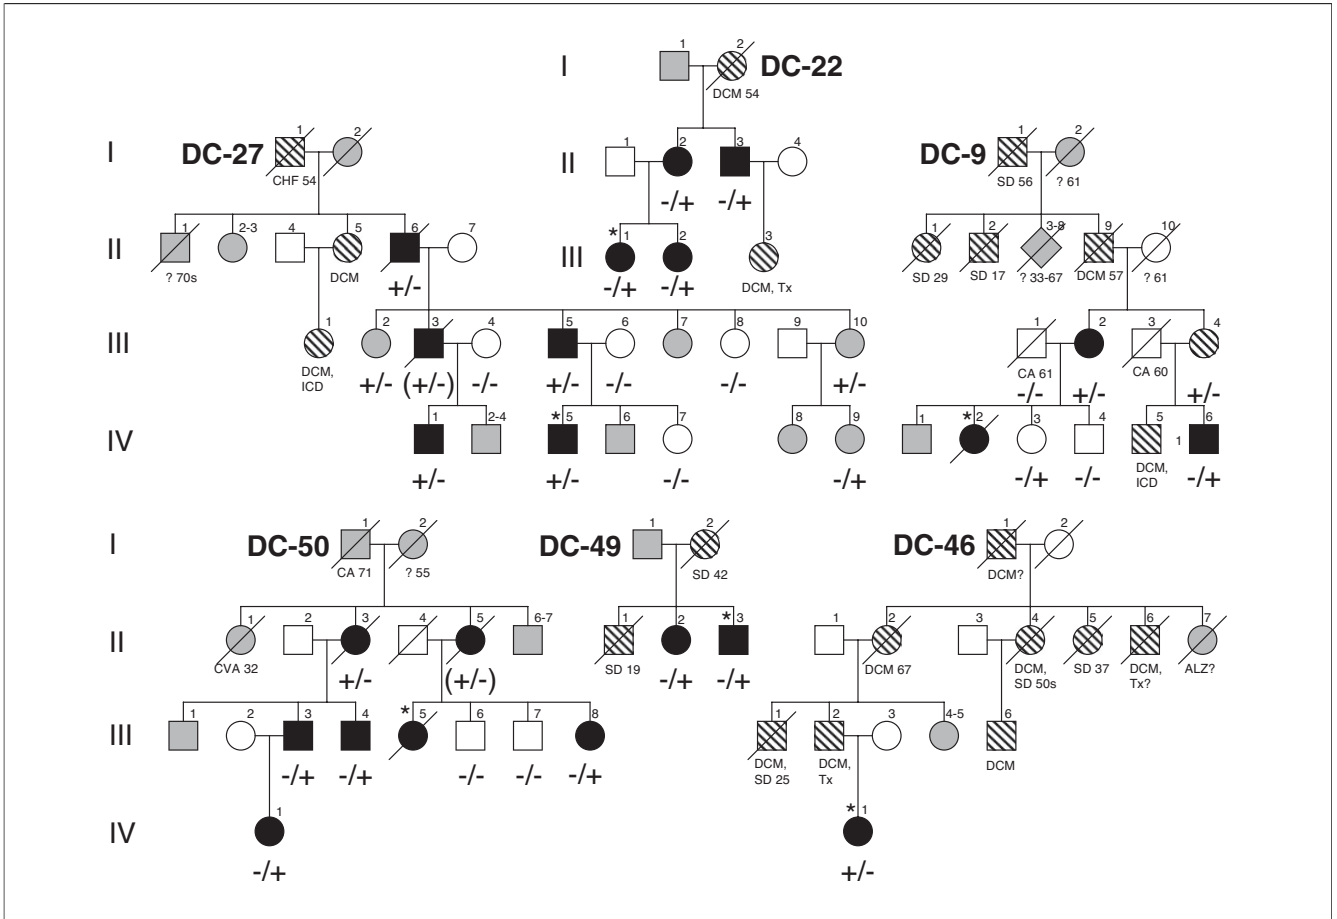 1 2
I DC-22
DCM 54
1 2 3 4
II
-/+ -/+
* 1 2 3
III
-/+ -/+ DCM, Tx
1 2
I DC-27
CHF 54
1 2-3 4 5 6 7
II
? 70s DCM
+/-
1 2 3 4 5 6 7 8 9 10
III
DCM,
ICD
+/- (+/-) -/- +/- -/- -/- +/-
1 2-4 * 5 6 7 8 9
IV
+/- +/- -/- -/+
1 2
DC-9
SD 56 ? 61
1 2 3-8 9 10
SD 29 SD 17 ? 33-67 DCM 57 ? 61
1 2 3 4
CA 61 CA 60
-/- +/- +/-
1 * 2 3 4 5 1 6
DCM,
ICD
-/+ -/- -/+
1 2
I DC-50
CA 71 ? 55
1 2 3 4 5 6-7
II
CVA 32
+/- (+/-)
1 2 3 4 * 5 6 7 8
III
-/+ -/+ -/- -/- -/+
1
IV
-/+
1 2
DC-49
SD 42
1 2 * 3
SD 19
-/+ -/+
1 2
DC-46
DCM?
1 2 3 4 5 6 7
DCM 67 DCM,
SD 50s
SD 37 DCM,
Tx?
ALZ?
1 2 3 4-5 6
DCM,
SD 25
DCM,
Tx
DCM
* 1
+/-